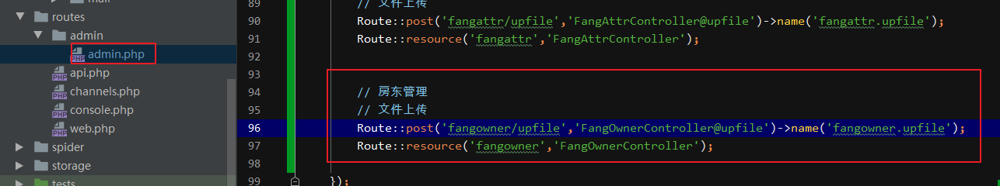 mail
routes
admin
admin.php
api.php
channels.php
console.php
web.php
spider
storage
tests
89 // 文件上传
90 Route::post('fangattr/upfile','FangAttrController@upfile')->name('fangattr.upfile');
91 Route::resource('fangattr','FangAttrController');
92
93
94 // 房东管理
95 // 文件上传
96 Route::post('fangowner/upfile','FangOwnerController@upfile')->name('fangowner.upfile');
97 Route::resource('fangowner','FangOwnerController');
98
99 });